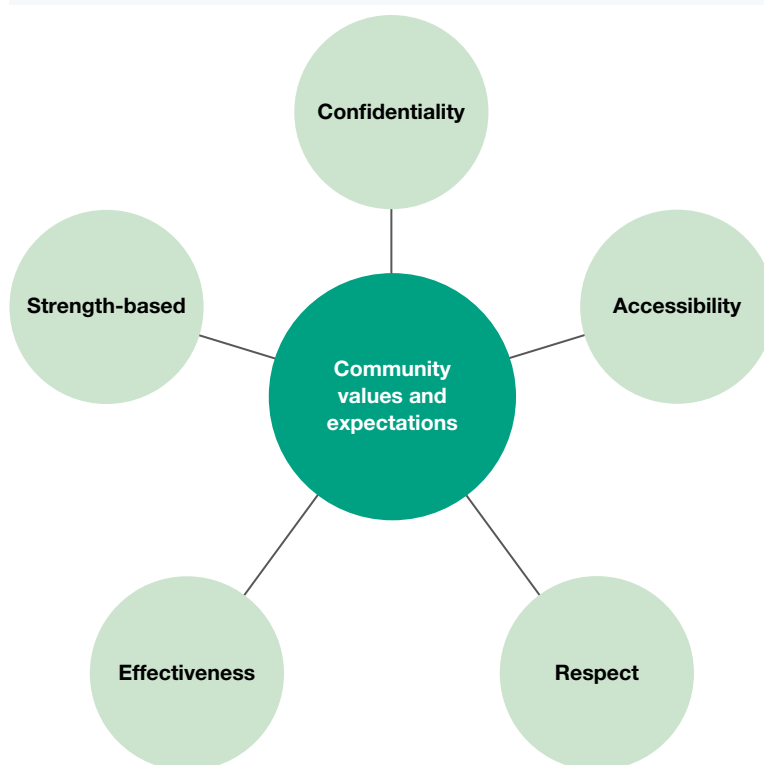 Confidentiality
Strength-based
Accessibility
Community
values and
expectations
Effectiveness
Respect